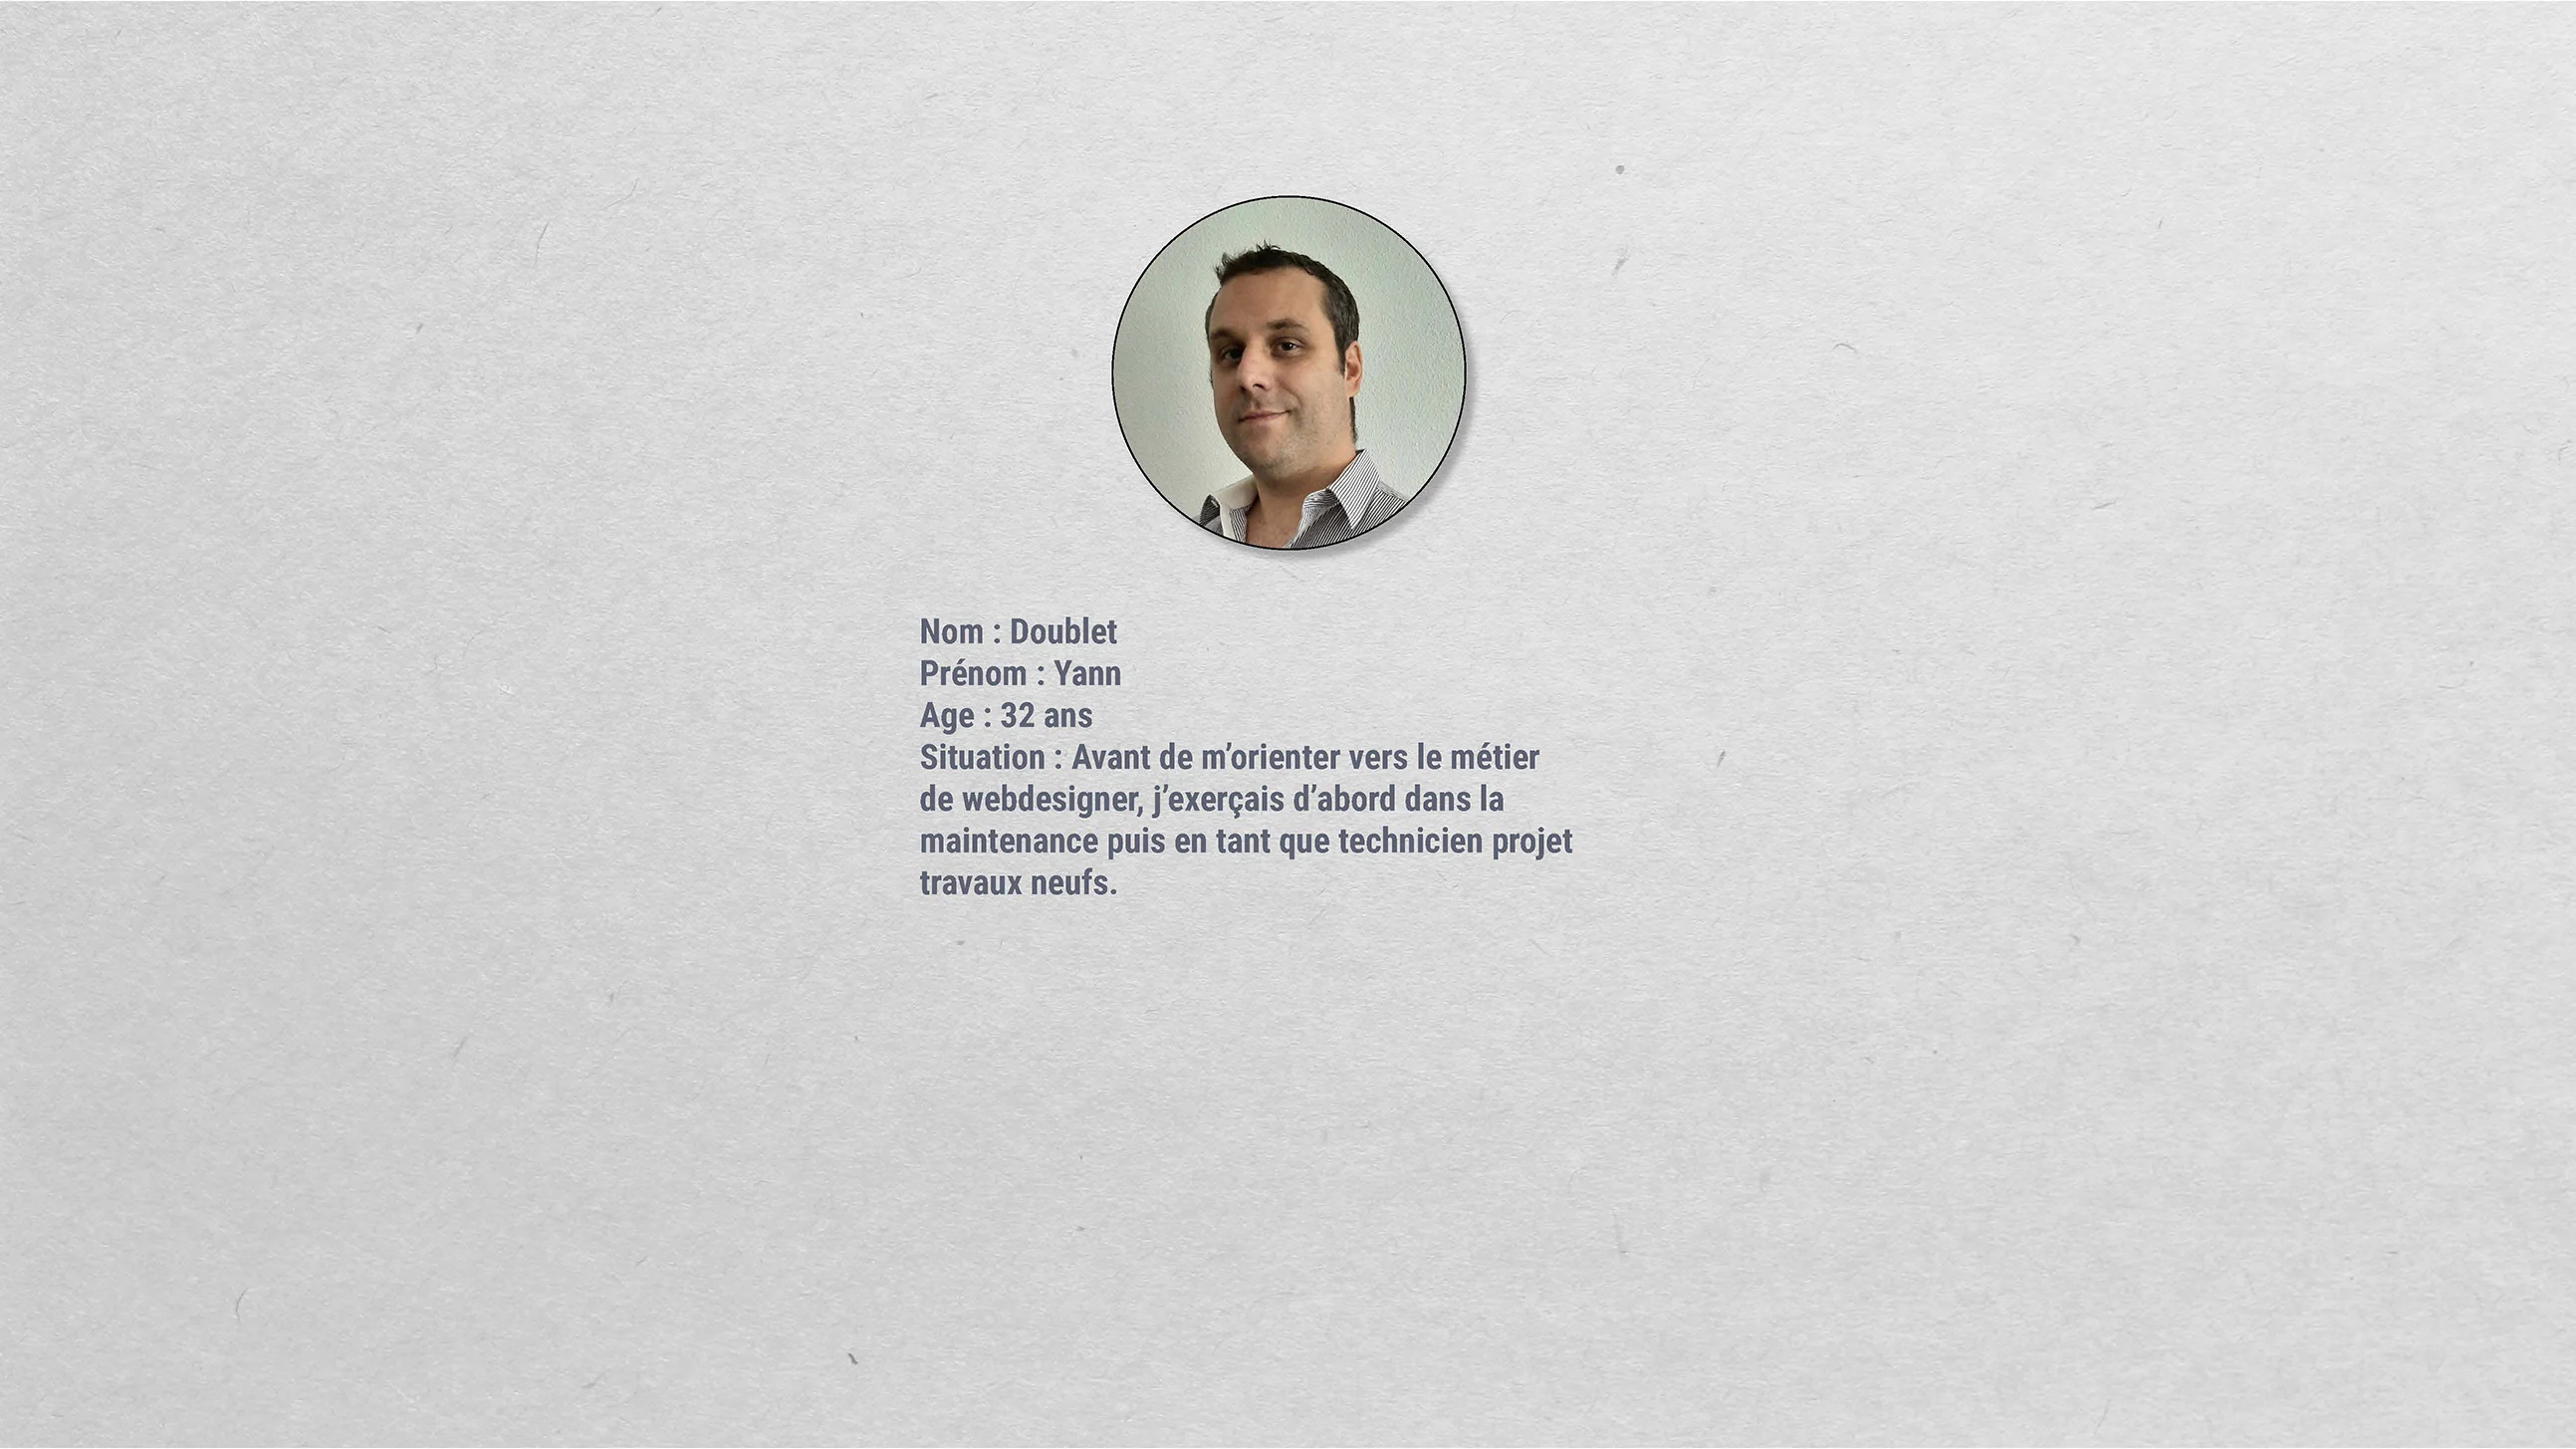 Nom : Doublet
Prénom : Yann
Age : 32 ans
Situation : Avant de m’orienter vers le métier
de webdesigner, j’exerçais d’abord dans la
maintenance puis en tant que technicien projet
travaux neufs.